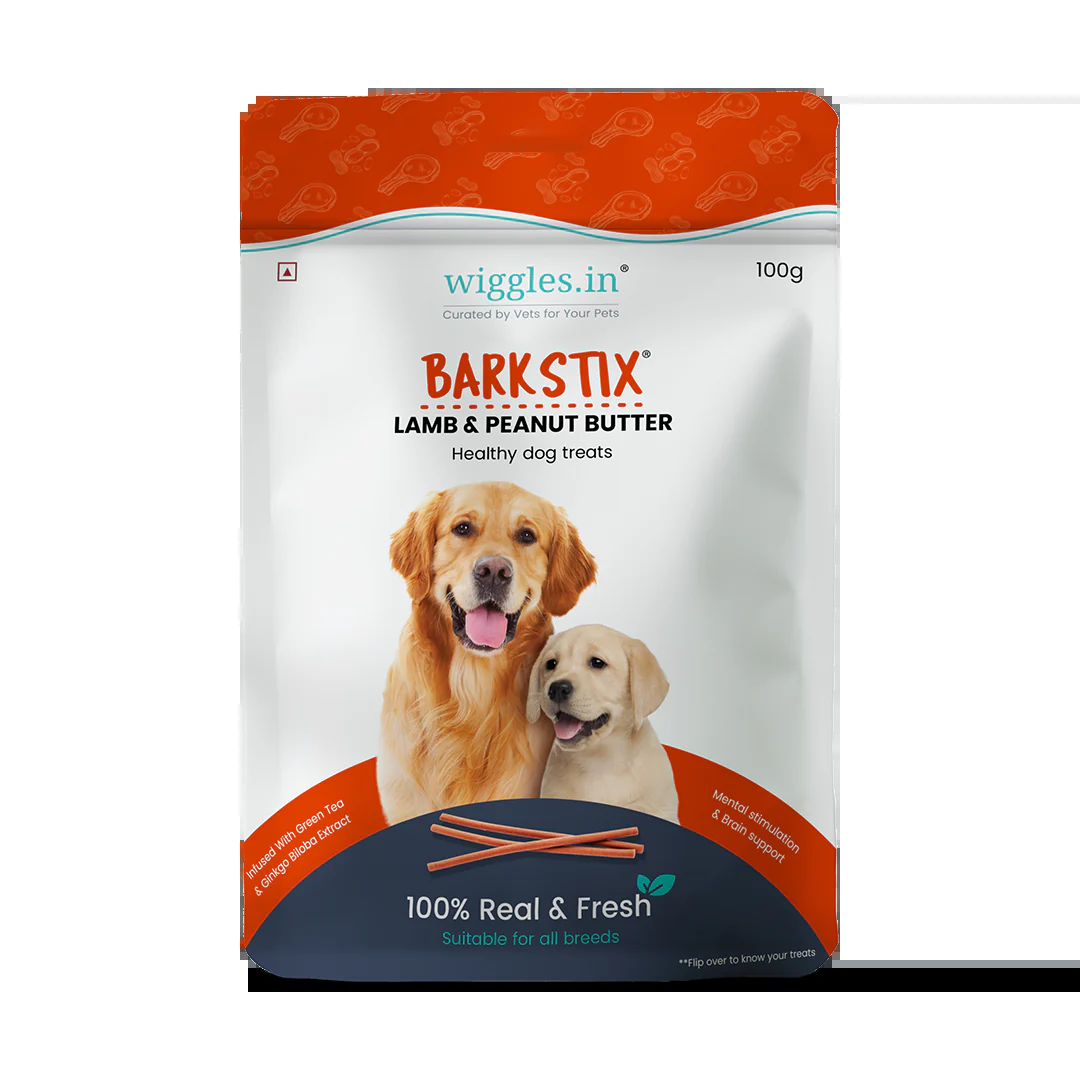 100g
wiggles.in®
Curated by Vets for Your Pets
BARKSTIX®
LAMB & PEANUT BUTTER
Healthy dog treats
Infused With Green Tea
& Ginkgo Biloba Extract
Mental stimulation
& Brain support
100% Real & Fresh
Suitable for all breeds
**Flip over to know your treats